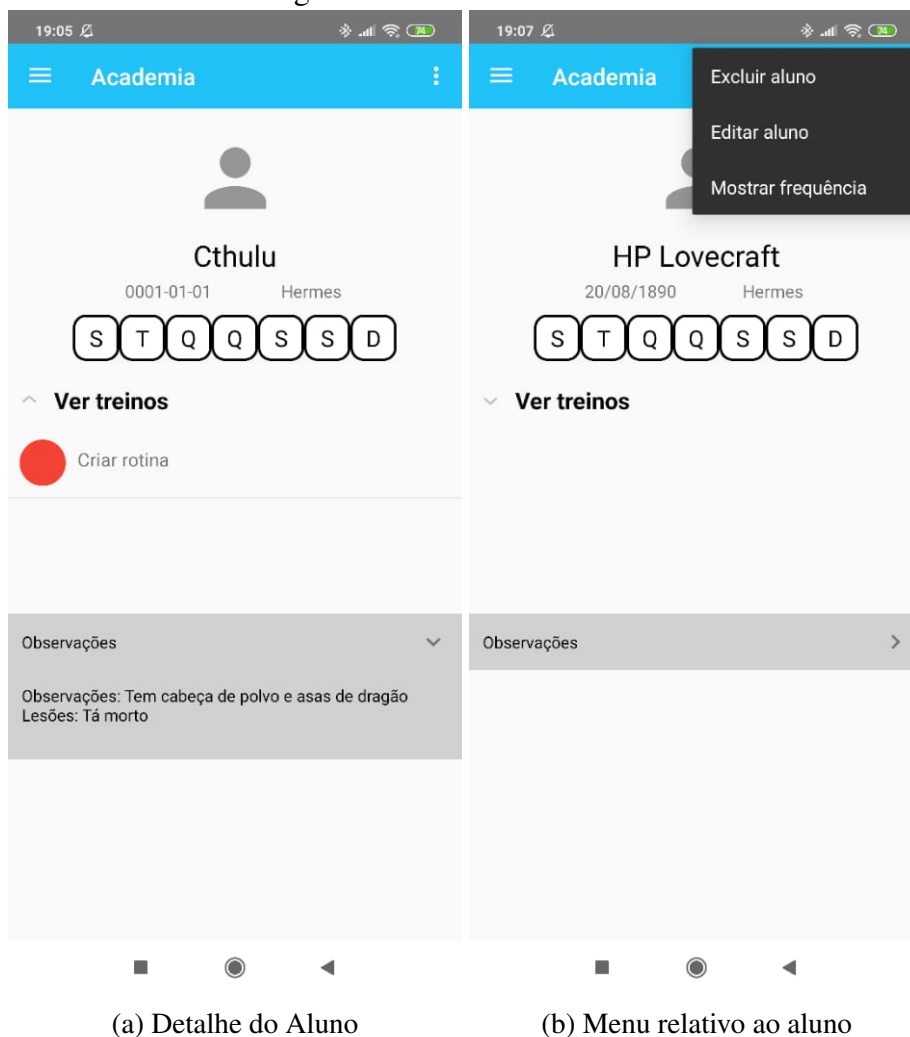 19:05
74
Academia
Cthulu
0001-01-01 Hermes
S T Q Q S S D
Ver treinos
Criar rotina
Observações
Observações: Tem cabeça de polvo e asas de dragão
Lesões: Tá morto
(a) Detalhe do Aluno
19:07
74
Academia
Excluir aluno
Editar aluno
Mostrar frequência
HP Lovecraft
20/08/1890 Hermes
S T Q Q S S D
Ver treinos
Observações
(b) Menu relativo ao aluno